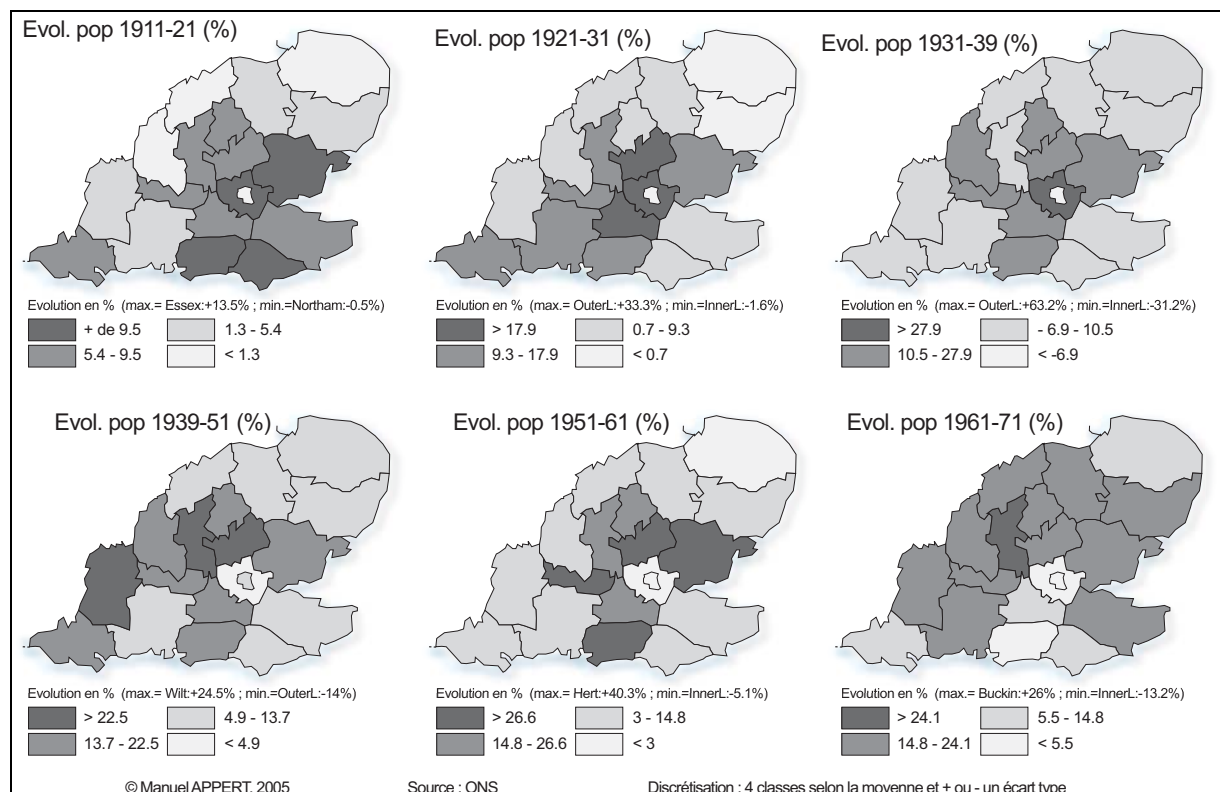 Evol. pop 1911-21 (%)
Evolution en % (max.= Essex:+13.5% ; min.=Northam:-0.5%)
+ de 9.5
1.3 - 5.4
5.4 - 9.5
< 1.3
Evol. pop 1921-31 (%)
Evolution en % (max.= OuterL:+33.3% ; min.=InnerL:-1.6%)
> 17.9
0.7 - 9.3
9.3 - 17.9
< 0.7
Evol. pop 1931-39 (%)
Evolution en % (max.= OuterL:+63.2% ; min.=InnerL:-31.2%)
> 27.9
- 6.9 - 10.5
10.5 - 27.9
< -6.9
Evol. pop 1939-51 (%)
Evolution en % (max.= Wilt:+24.5% ; min.=OuterL:-14%)
> 22.5
4.9 - 13.7
13.7 - 22.5
< 4.9
Evol. pop 1951-61 (%)
Evolution en % (max.= Hert:+40.3% ; min.=InnerL:-5.1%)
> 26.6
3 - 14.8
14.8 - 26.6
< 3
Evol. pop 1961-71 (%)
Evolution en % (max.= Buckin:+26% ; min.=InnerL:-13.2%)
> 24.1
5.5 - 14.8
14.8 - 24.1
< 5.5
© Manuel APPERT, 2005 Source : ONS Discrétisation : 4 classes selon la moyenne et + ou - un écart type